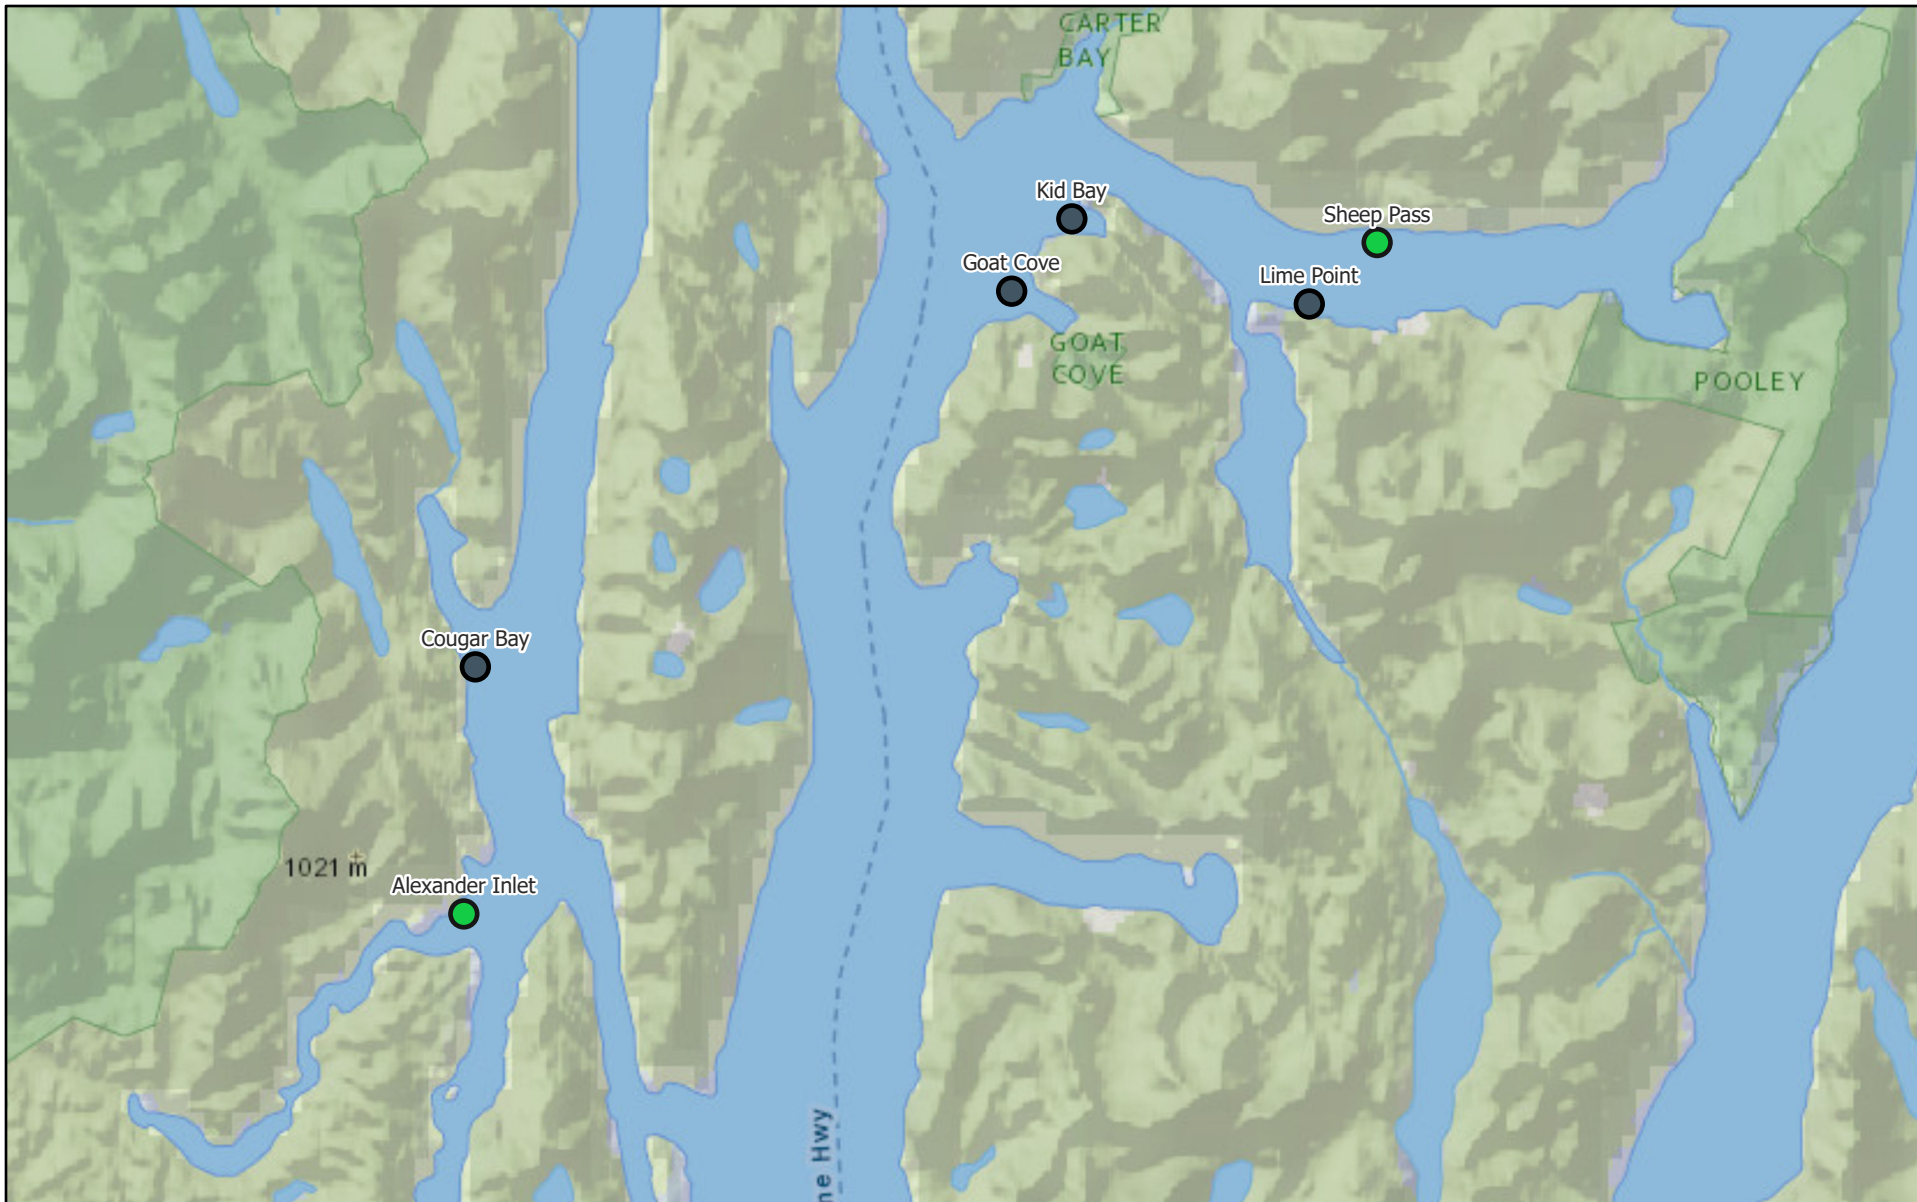 CARTER
BAY
Kid Bay
Sheep Pass
Goat Cove
Lime Point
GOAT
COVE
POOLEY
Cougar Bay
1021 m
Alexander Inlet
ne Hwy